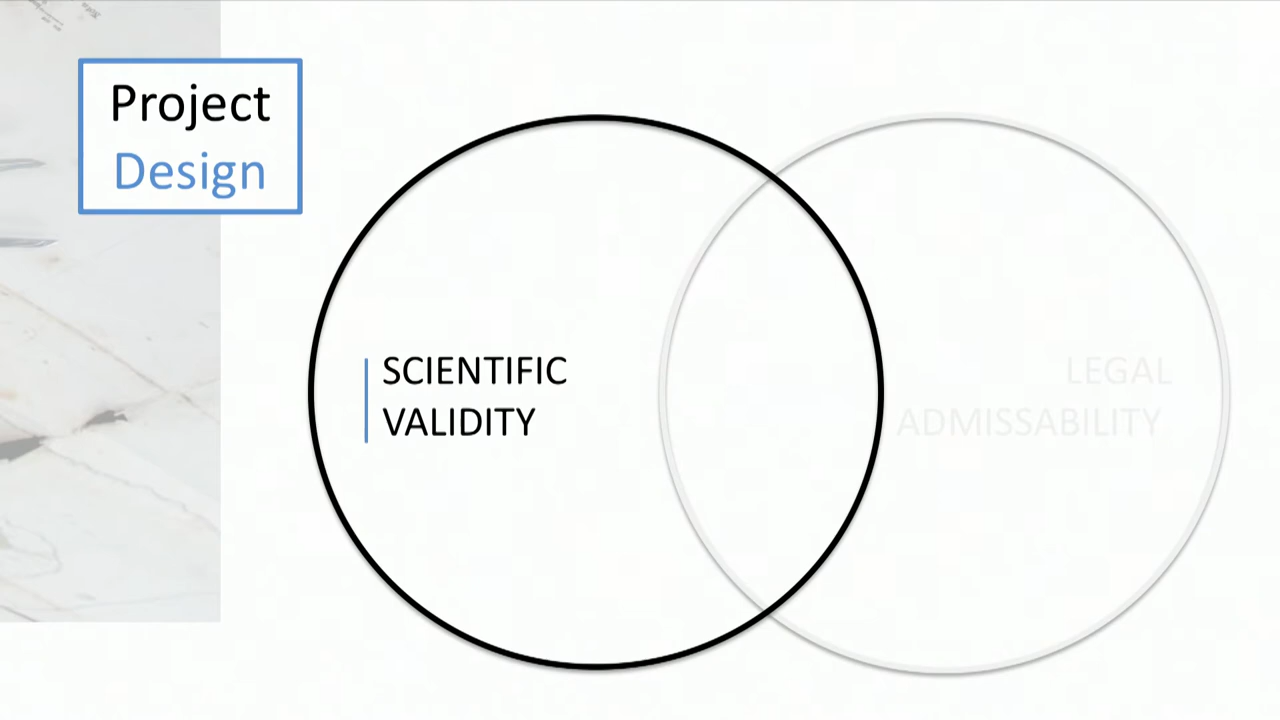 Project
Design
SCIENTIFIC
VALIDITY
LEGAL
ADMISSABILITY